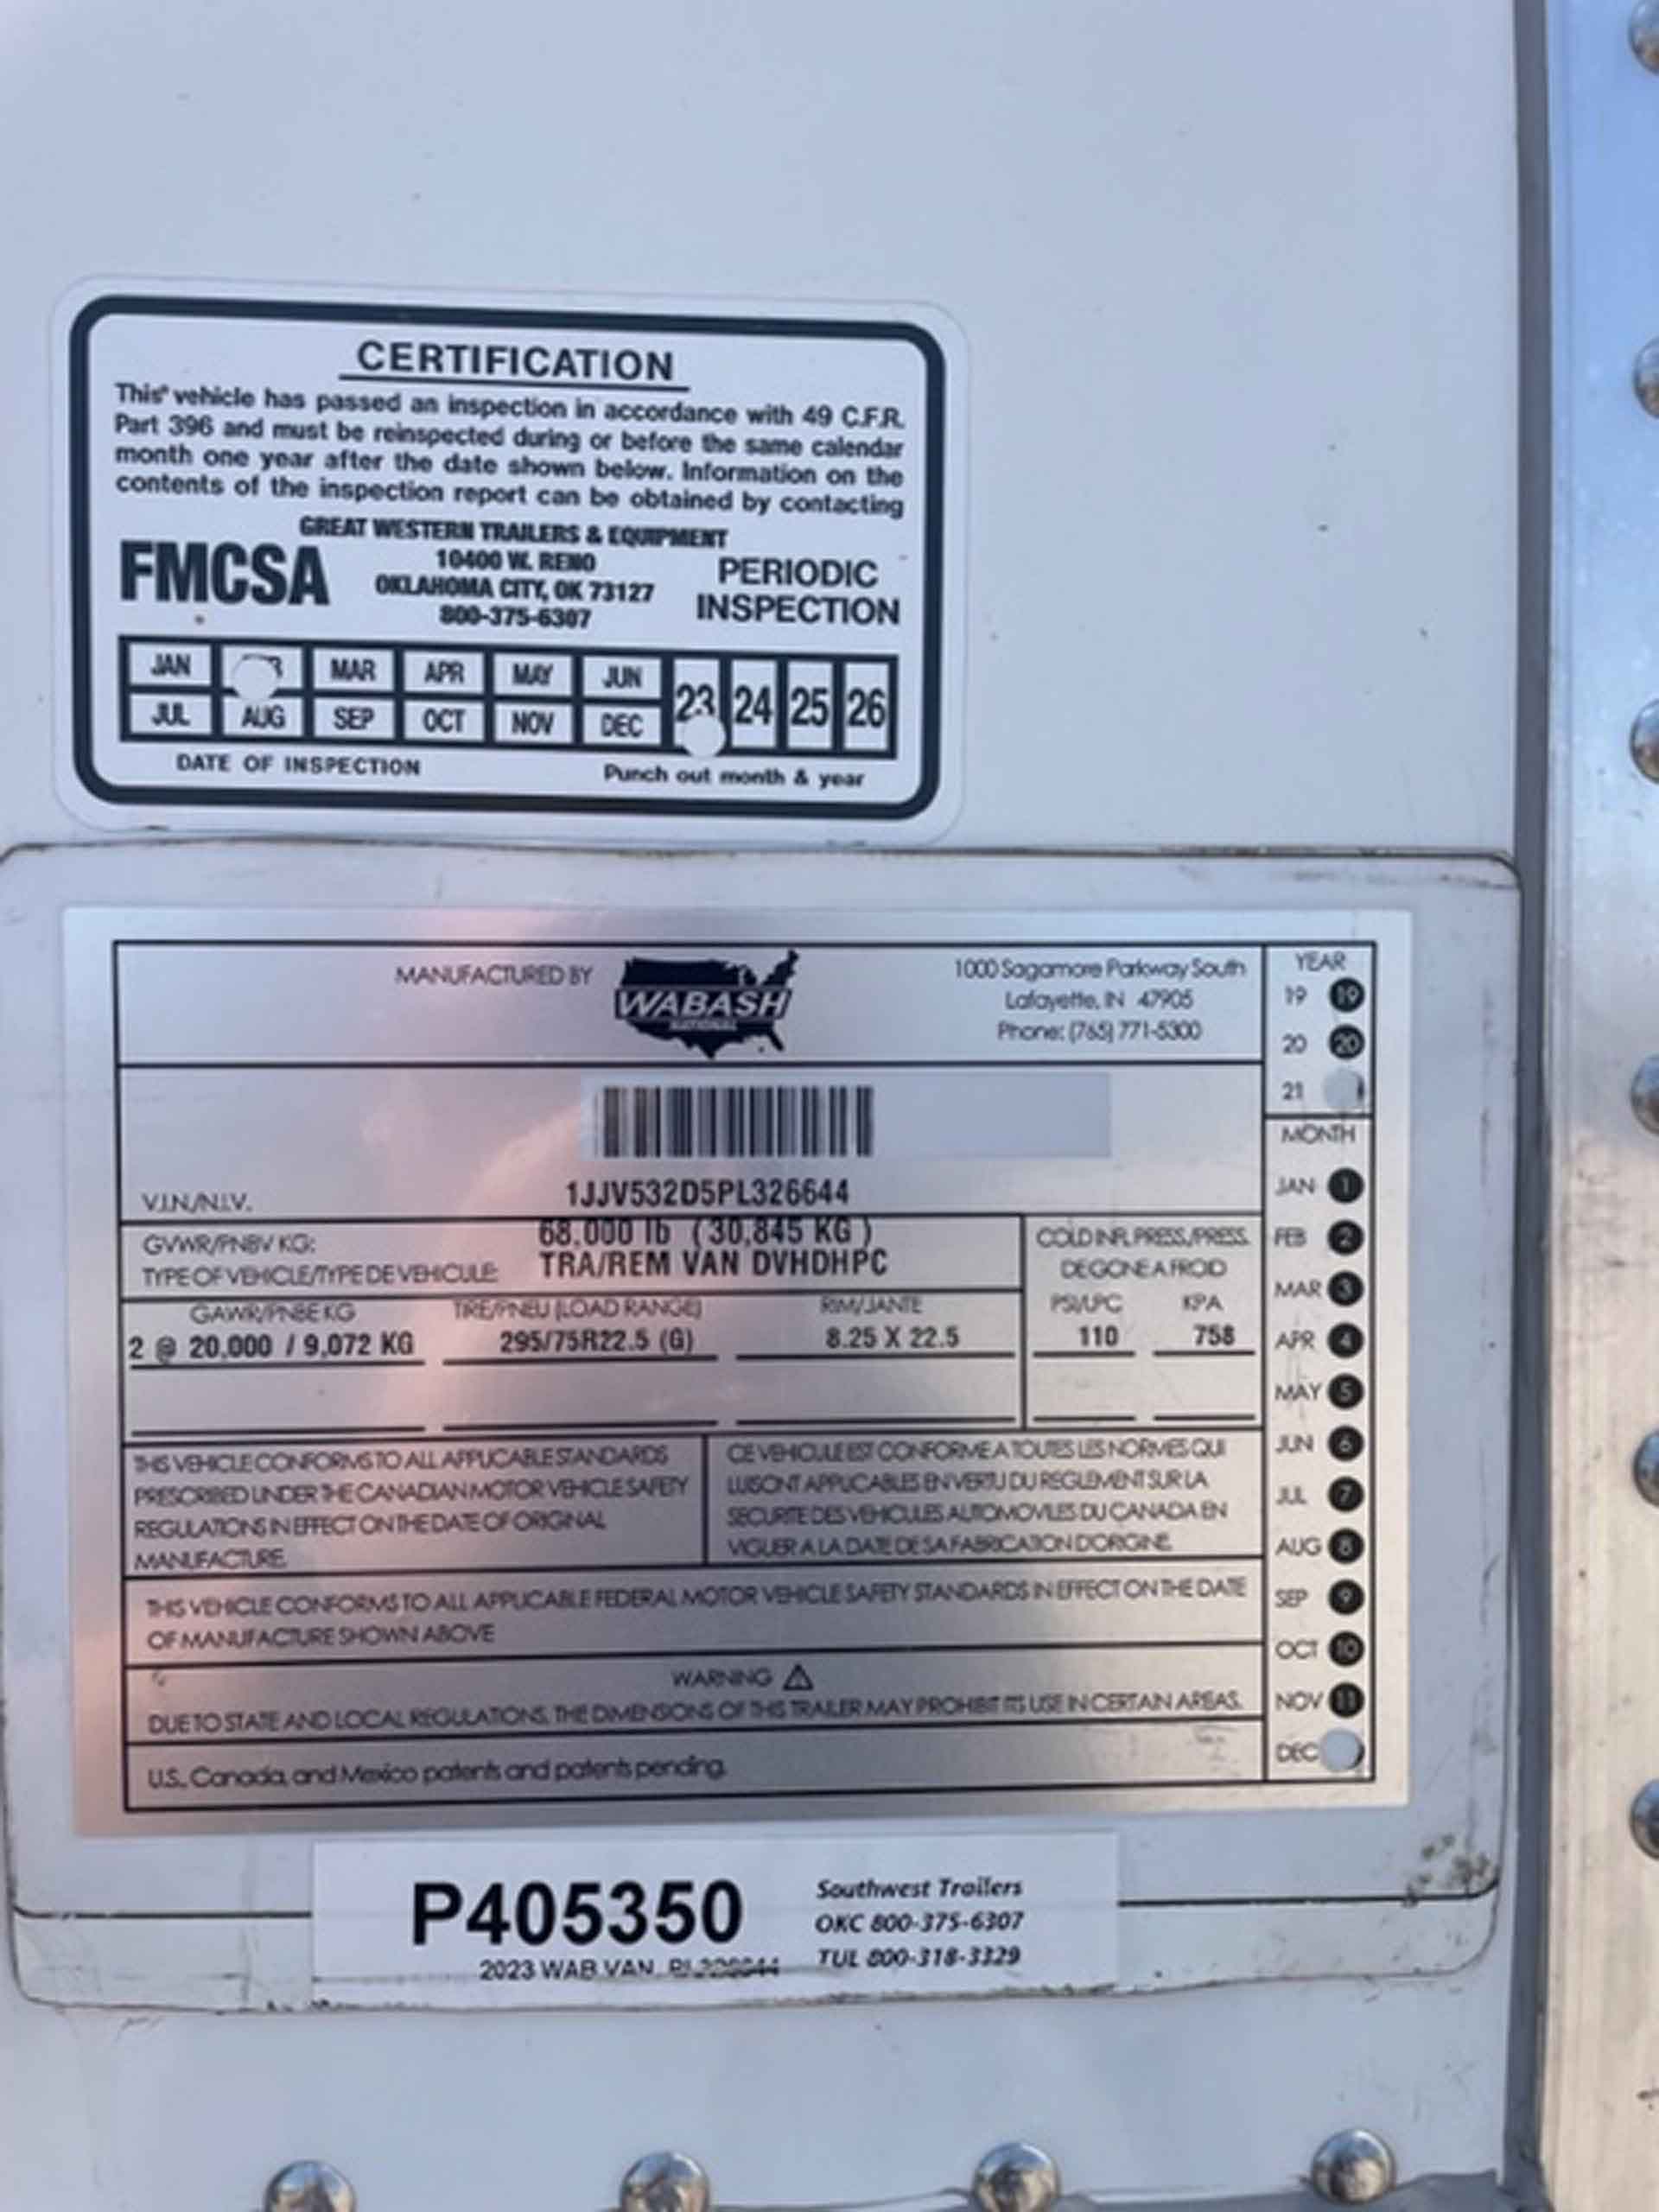 CERTIFICATION
This vehicle has passed an inspection in accordance with 49 C.F.R.
Part 396 and must be reinspected during or before the same calendar
month one year after the date shown below. Information on the
contents of the inspection report can be obtained by contacting
GREAT WESTERN TRAILERS & EQUIPMENT
10400 W. RENO
OKLAHOMA CITY, OK 73127
800-375-6307
FMCSA
PERIODIC
INSPECTION
JAN MAR APR MAY JUN
JUL AUG SEP OCT NOV DEC
23 24 25 26
DATE OF INSPECTION
Punch out month & year
MANUFACTURED BY
WABASH
1000 Sagamore Parkway South
Lafayette, IN 47905
Phone: (765) 771-5300
V.I.N./N.I.V.
1JJV532D5PL326644
GVWR/PNBV KG: 68,000 lb (30,845 KG )
TYPE OF VEHICLE/TYPE DE VEHICULE: TRA/REM VAN DVHDHPC
COLD INFL. PRESS./PRESS.
DE GONE A FROID
GAWR/PNBE KG TIRE/PNEU (LOAD RANGE) RIM/JANTE PSI/LPC KPA
2 @ 20,000 / 9,072 KG 295/75R22.5 (G) 8.25 X 22.5 110 758
THIS VEHICLE CONFORMS TO ALL APPLICABLE STANDARDS
PRESCRIBED UNDER THE CANADIAN MOTOR VEHICLE SAFETY
REGULATIONS IN EFFECT ON THE DATE OF ORIGINAL
MANUFACTURE.
CE VEHICULE EST CONFORME A TOUTES LES NORMES QUI
LUI SONT APPLICABLES EN VERTU DU REGLEMENT SUR LA
SECURITE DES VEHICULES AUTOMOVILES DU CANADA EN
VIGUER A LA DATE DE SA FABRICATION D'ORIGINE.
THIS VEHICLE CONFORMS TO ALL APPLICABLE FEDERAL MOTOR VEHICLE SAFETY STANDARDS IN EFFECT ON THE DATE
OF MANUFACTURE SHOWN ABOVE
WARNING
DUE TO STATE AND LOCAL REGULATIONS, THE DIMENSIONS OF THIS TRAILER MAY PROHIBIT ITS USE IN CERTAIN AREAS.
U.S., Canada, and Mexico patents and patents pending.
YEAR
19 19
20 20
21
MONTH
JAN 1
FEB 2
MAR 3
APR 4
MAY 5
JUN 6
JUL 7
AUG 8
SEP 9
OCT 10
NOV 11
DEC
P405350
2023 WAB VAN,
Southwest Trailers
OKC 800-375-6307
TUL 800-318-3329